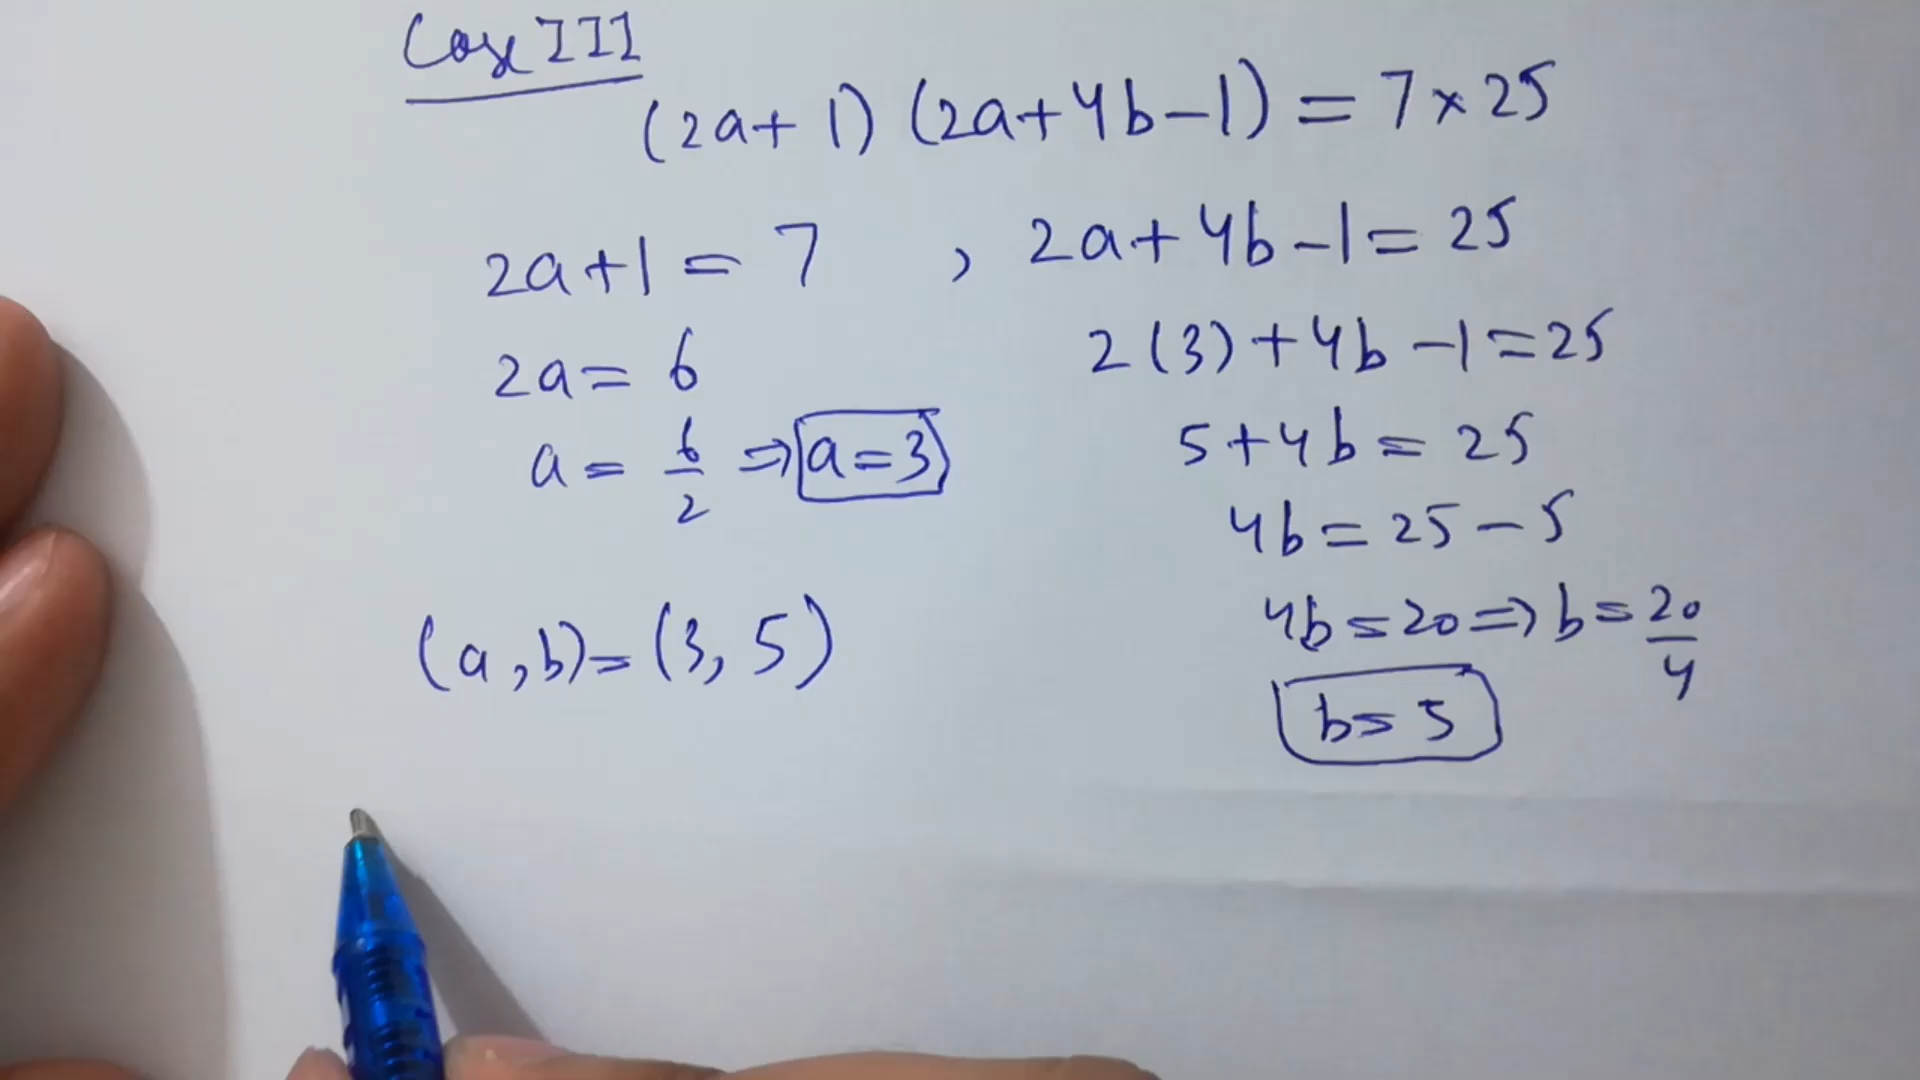 Case III
(2a+1) (2a+4b-1) = 7×25
2a+1 = 7 , 2a+4b-1=25
2a= 6
a = 6/2 ⇒ a=3
2(3)+4b-1=25
5+4b=25
4b=25-5
4b=20⇒b=20/4
b=5
(a,b)=(3,5)